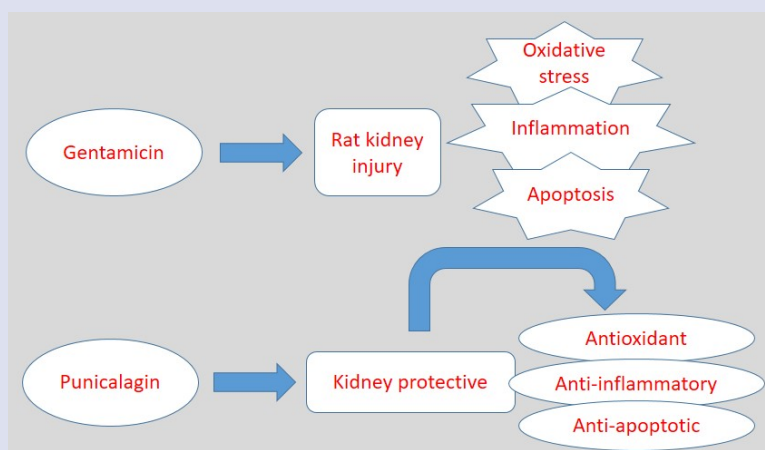 Oxidative
stress
Gentamicin
Rat kidney
injury
Inflammation
Apoptosis
Punicalagin
Kidney protective
Antioxidant
Anti-inflammatory
Anti-apoptotic